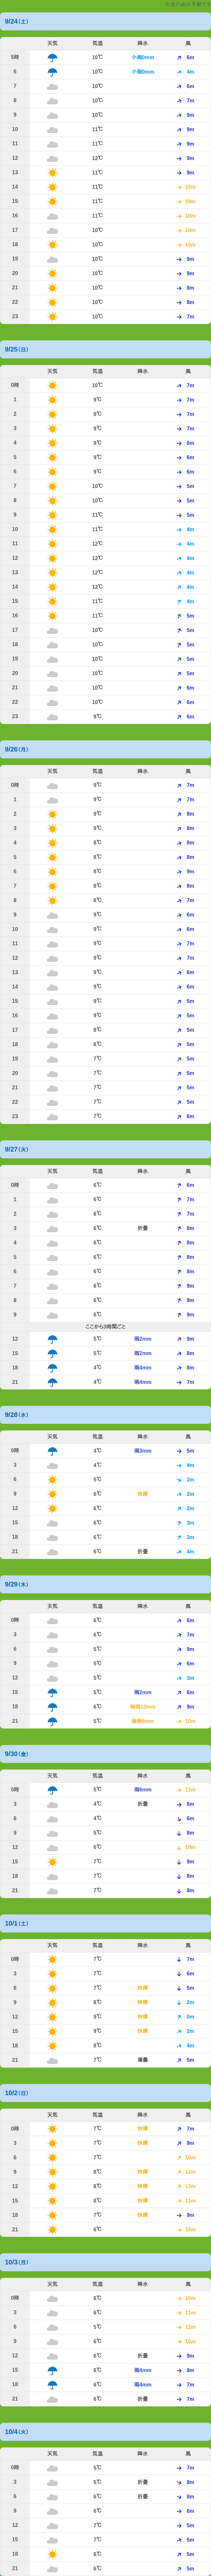 9/24(土)
天気 気温 降水 風
5時 10℃ 小雨0mm 6m
6 10℃ 小雨0mm 4m
7 10℃ 6m
8 10℃ 7m
9 10℃ 9m
10 11℃ 9m
11 11℃ 9m
12 12℃ 9m
13 11℃ 9m
14 11℃ 10m
15 11℃ 10m
16 11℃ 10m
17 10℃ 10m
18 10℃ 10m
19 10℃ 9m
20 10℃ 9m
21 10℃ 8m
22 10℃ 8m
23 10℃ 7m
9/25(日)
天気 気温 降水 風
0時 10℃ 7m
1 9℃ 7m
2 9℃ 7m
3 9℃ 7m
4 9℃ 6m
5 9℃ 6m
6 9℃ 6m
7 10℃ 5m
8 10℃ 5m
9 11℃ 5m
10 11℃ 4m
11 12℃ 4m
12 12℃ 4m
13 12℃ 4m
14 12℃ 4m
15 11℃ 4m
16 11℃ 5m
17 10℃ 5m
18 10℃ 5m
19 10℃ 5m
20 10℃ 5m
21 10℃ 6m
22 10℃ 6m
23 9℃ 6m
9/26(月)
天気 気温 降水 風
0時 9℃ 7m
1 9℃ 7m
2 9℃ 8m
3 9℃ 8m
4 8℃ 8m
5 8℃ 8m
6 8℃ 9m
7 8℃ 8m
8 8℃ 7m
9 9℃ 6m
10 9℃ 6m
11 9℃ 7m
12 9℃ 7m
13 9℃ 6m
14 9℃ 6m
15 9℃ 5m
16 9℃ 5m
17 8℃ 5m
18 8℃ 5m
19 7℃ 5m
20 7℃ 5m
21 7℃ 5m
22 7℃ 5m
23 7℃ 6m
9/27(火)
天気 気温 降水 風
0時 6℃ 6m
1 6℃ 7m
2 6℃ 7m
3 6℃ 折曇 8m
4 6℃ 8m
5 6℃ 8m
6 6℃ 8m
7 6℃ 9m
8 6℃ 9m
9 6℃ 9m
ここから3時間ごと
12 5℃ 雨2mm 9m
15 5℃ 雨2mm 8m
18 4℃ 雨4mm 8m
21 4℃ 雨4mm 7m
9/28(水)
天気 気温 降水 風
0時 4℃ 雨3mm 5m
3 4℃ 4m
6 5℃ 2m
9 6℃ 快晴 2m
12 6℃ 2m
15 6℃ 3m
18 6℃ 3m
21 6℃ 折曇 4m
9/29(木)
天気 気温 降水 風
0時 6℃ 6m
3 6℃ 7m
6 5℃ 9m
9 5℃ 6m
12 5℃ 3m
15 5℃ 雨2mm 6m
18 6℃ 強雨10mm 9m
21 5℃ 強雨8mm 10m
9/30(金)
天気 気温 降水 風
0時 5℃ 雨6mm 11m
3 4℃ 折曇 6m
6 4℃ 6m
9 5℃ 8m
12 6℃ 10m
15 7℃ 9m
18 7℃ 8m
21 7℃ 8m
10/1(土)
天気 気温 降水 風
0時 7℃ 7m
3 7℃ 6m
6 7℃ 快晴 5m
9 8℃ 快晴 2m
12 9℃ 快晴 0m
15 9℃ 快晴 2m
18 8℃ 4m
21 7℃ 薄曇 5m
10/2(日)
天気 気温 降水 風
0時 7℃ 快晴 7m
3 7℃ 快晴 9m
6 7℃ 10m
9 8℃ 快晴 12m
12 8℃ 快晴 13m
15 8℃ 快晴 11m
18 7℃ 快晴 9m
21 6℃ 10m
10/3(月)
天気 気温 降水 風
0時 6℃ 10m
3 6℃ 11m
6 5℃ 12m
9 6℃ 10m
12 6℃ 折曇 9m
15 6℃ 雨4mm 8m
18 6℃ 雨4mm 7m
21 6℃ 折曇 7m
10/4(火)
天気 気温 降水 風
0時 5℃ 7m
3 5℃ 折曇 8m
6 6℃ 折曇 8m
9 6℃ 6m
12 7℃ 5m
15 7℃ 5m
18 6℃ 5m
21 6℃ 5m